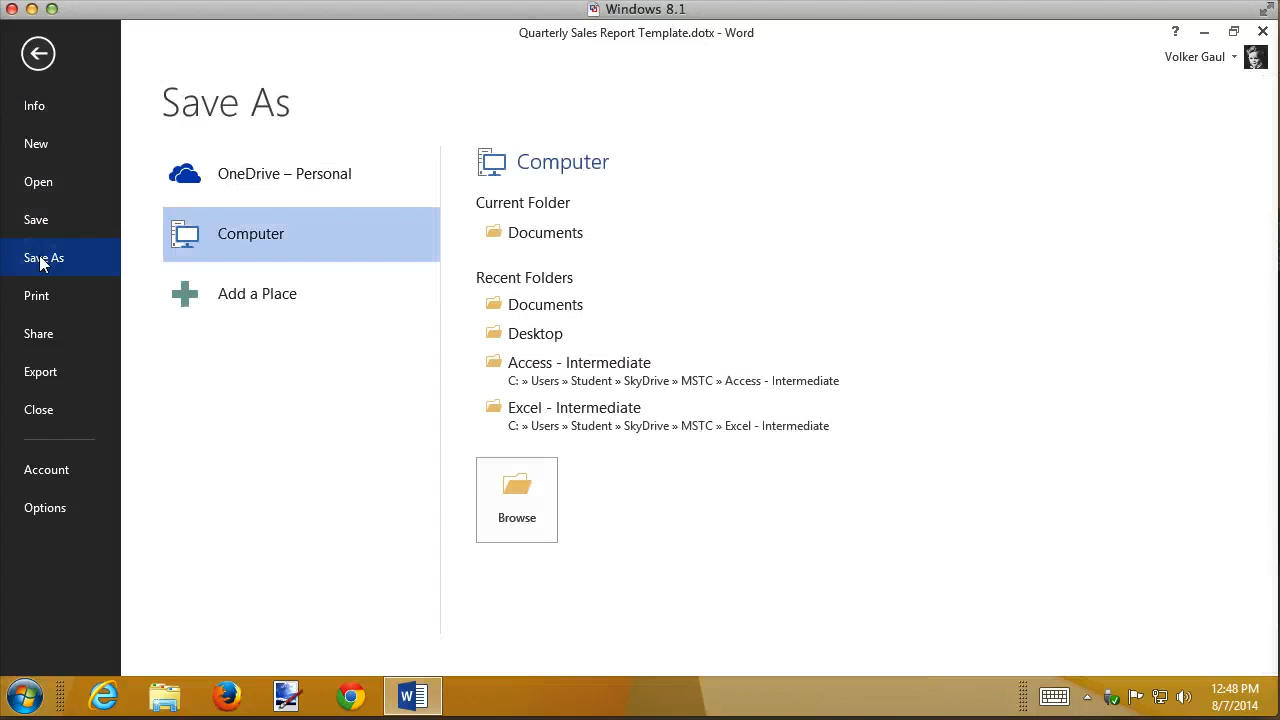 Windows 8.1
Quarterly Sales Report Template.dotx - Word
?
Volker Gaul
Info
New
Open
Save
Save As
Print
Share
Export
Close
Account
Options
Save As
OneDrive – Personal
Computer
Add a Place
Computer
Current Folder
Documents
Recent Folders
Documents
Desktop
Access - Intermediate
C: » Users » Student » SkyDrive » MSTC » Access - Intermediate
Excel - Intermediate
C: » Users » Student » SkyDrive » MSTC » Excel - Intermediate
Browse
12:48 PM
8/7/2014